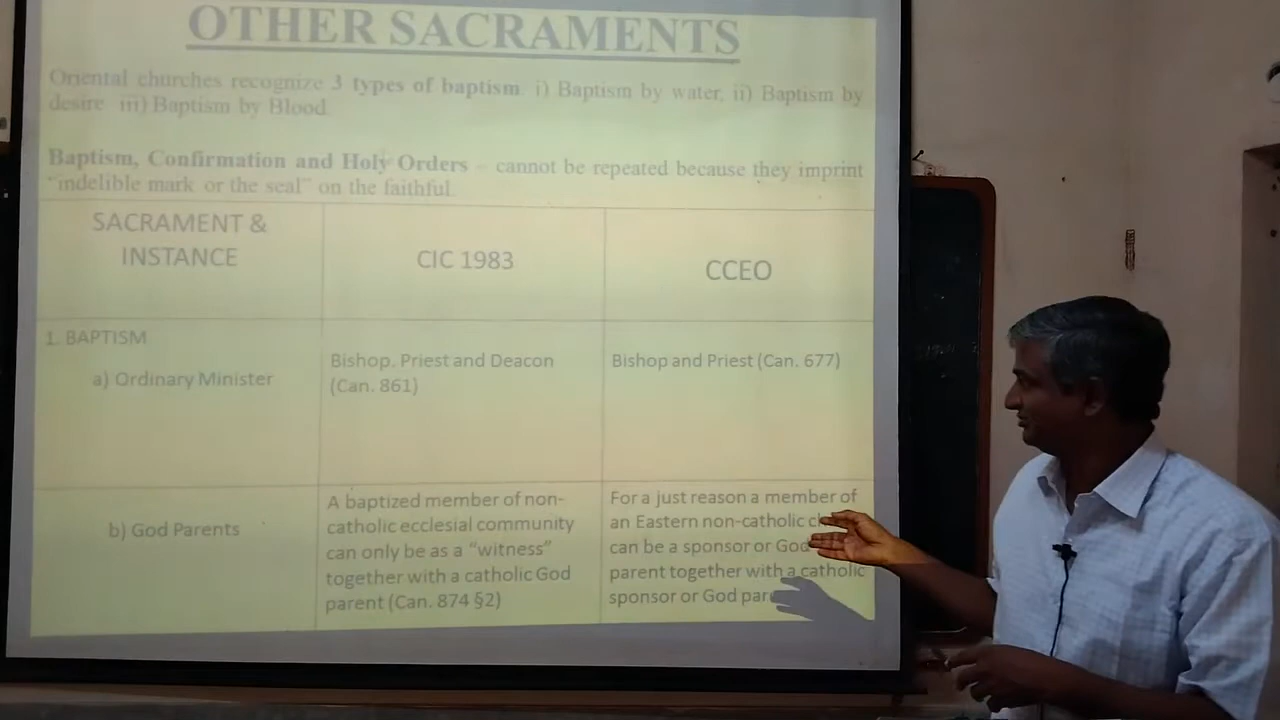 OTHER SACRAMENTS
Oriental churches recognize 3 types of baptism. i) Baptism by water, ii) Baptism by
desire iii) Baptism by Blood.
Baptism, Confirmation and Holy Orders – cannot be repeated because they imprint
"indelible mark or the seal" on the faithful.
SACRAMENT &
INSTANCE
CIC 1983
CCEO
1. BAPTISM
a) Ordinary Minister
Bishop. Priest and Deacon
(Can. 861)
Bishop and Priest (Can. 677)
b) God Parents
A baptized member of non-
catholic ecclesial community
can only be as a "witness"
together with a catholic God
parent (Can. 874 §2)
For a just reason a member of
an Eastern non-catholic
can be a sponsor or God
parent together with a catholic
sponsor or God